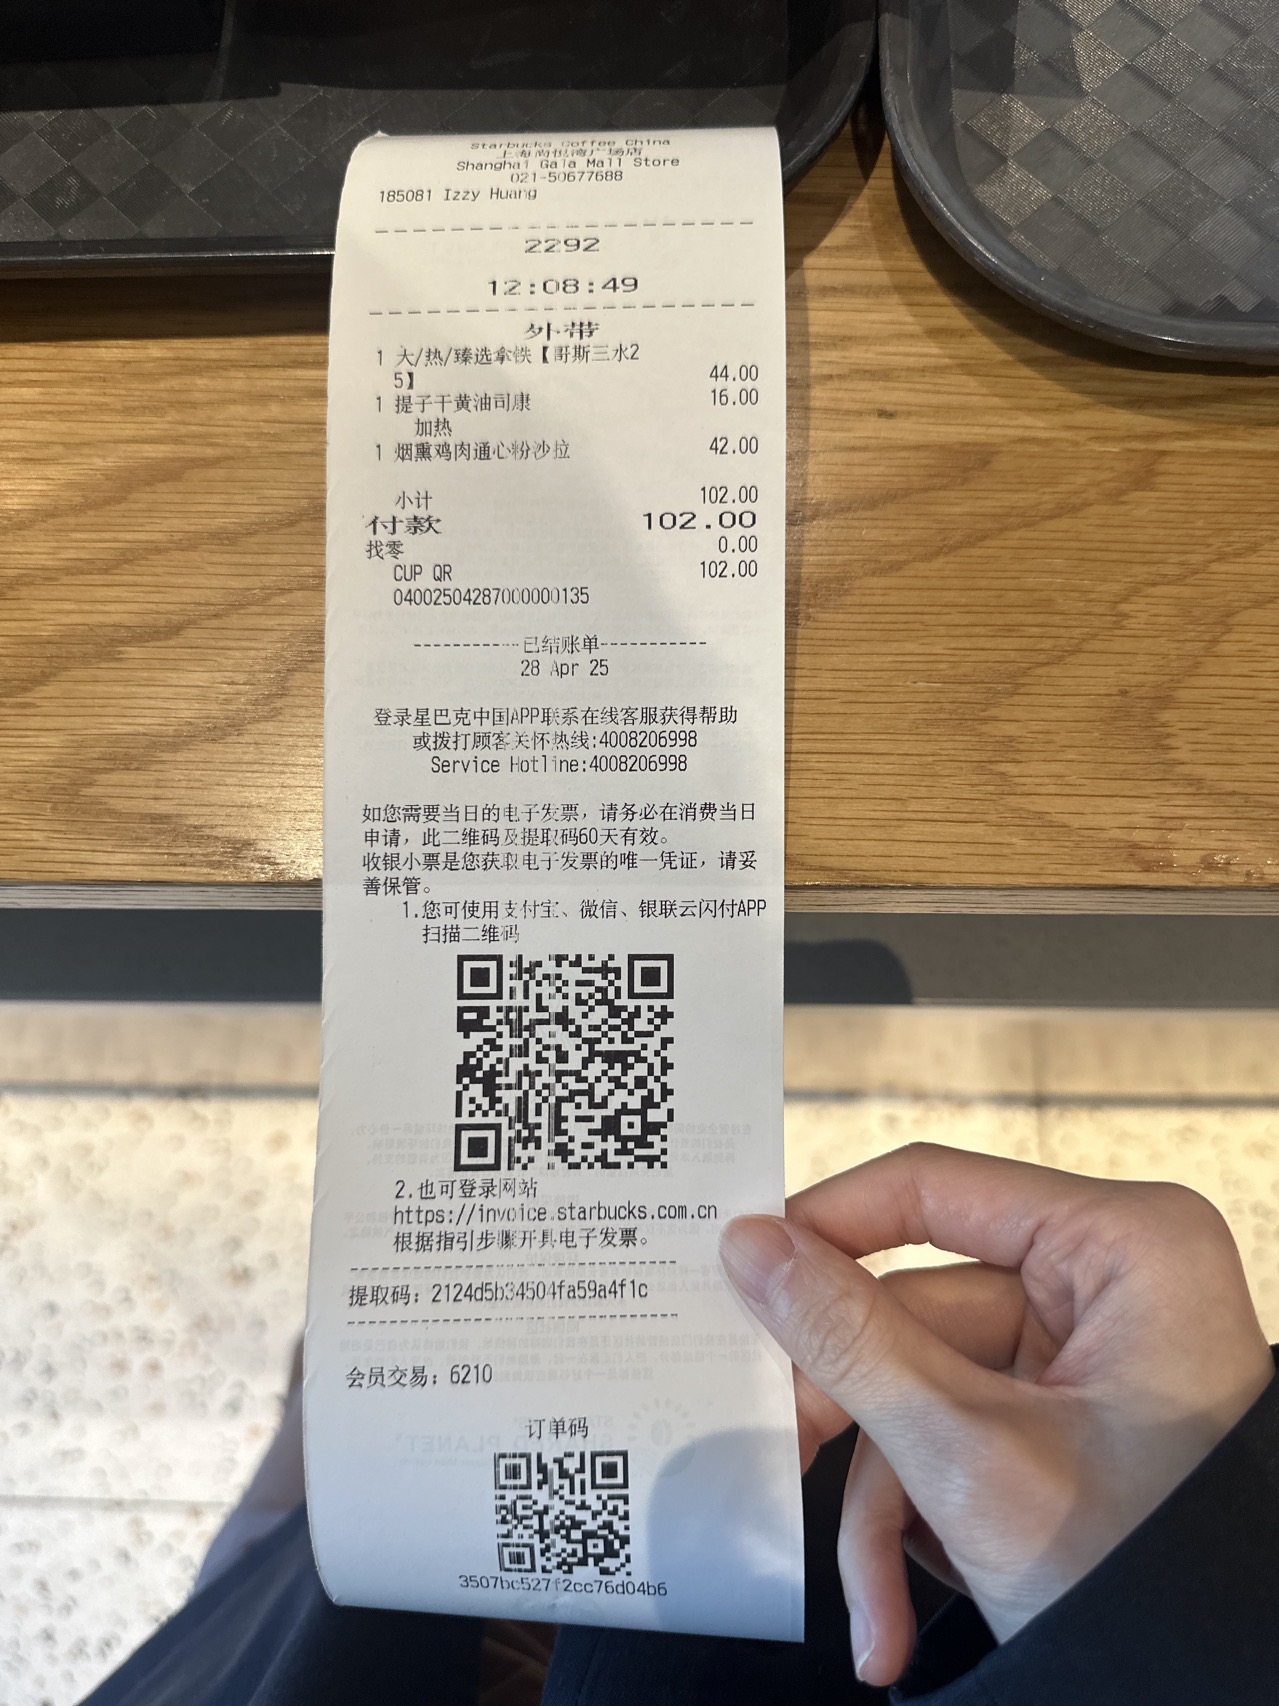 Starbucks Coffee China
上海尚悦湾广场店
Shanghai Gala Mall Store
021-50677688
185081 Izzy Huang
2292
12:08:49
外带
1 大/热/臻选拿铁【哥斯三水2
5】 44.00
1 提子干黄油司康 16.00
加热
1 烟熏鸡肉通心粉沙拉 42.00
小计 102.00
付款 102.00
找零 0.00
CUP QR 102.00
04002504287000000135
-----------已结账单-----------
28 Apr 25
登录星巴克中国APP联系在线客服获得帮助
或拨打顾客关怀热线:4008206998
Service Hotline:4008206998
如您需要当日的电子发票，请务必在消费当日
申请，此二维码及提取码60天有效。
收银小票是您获取电子发票的唯一凭证，请妥
善保管。
1.您可使用支付宝、微信、银联云闪付APP
扫描二维码
2.也可登录网站
https://invoice.starbucks.com.cn
根据指引步骤开具电子发票。
提取码：2124d5b34504fa59a4f1c
会员交易：6210
订单码
3507bc527f2cc76d04b6